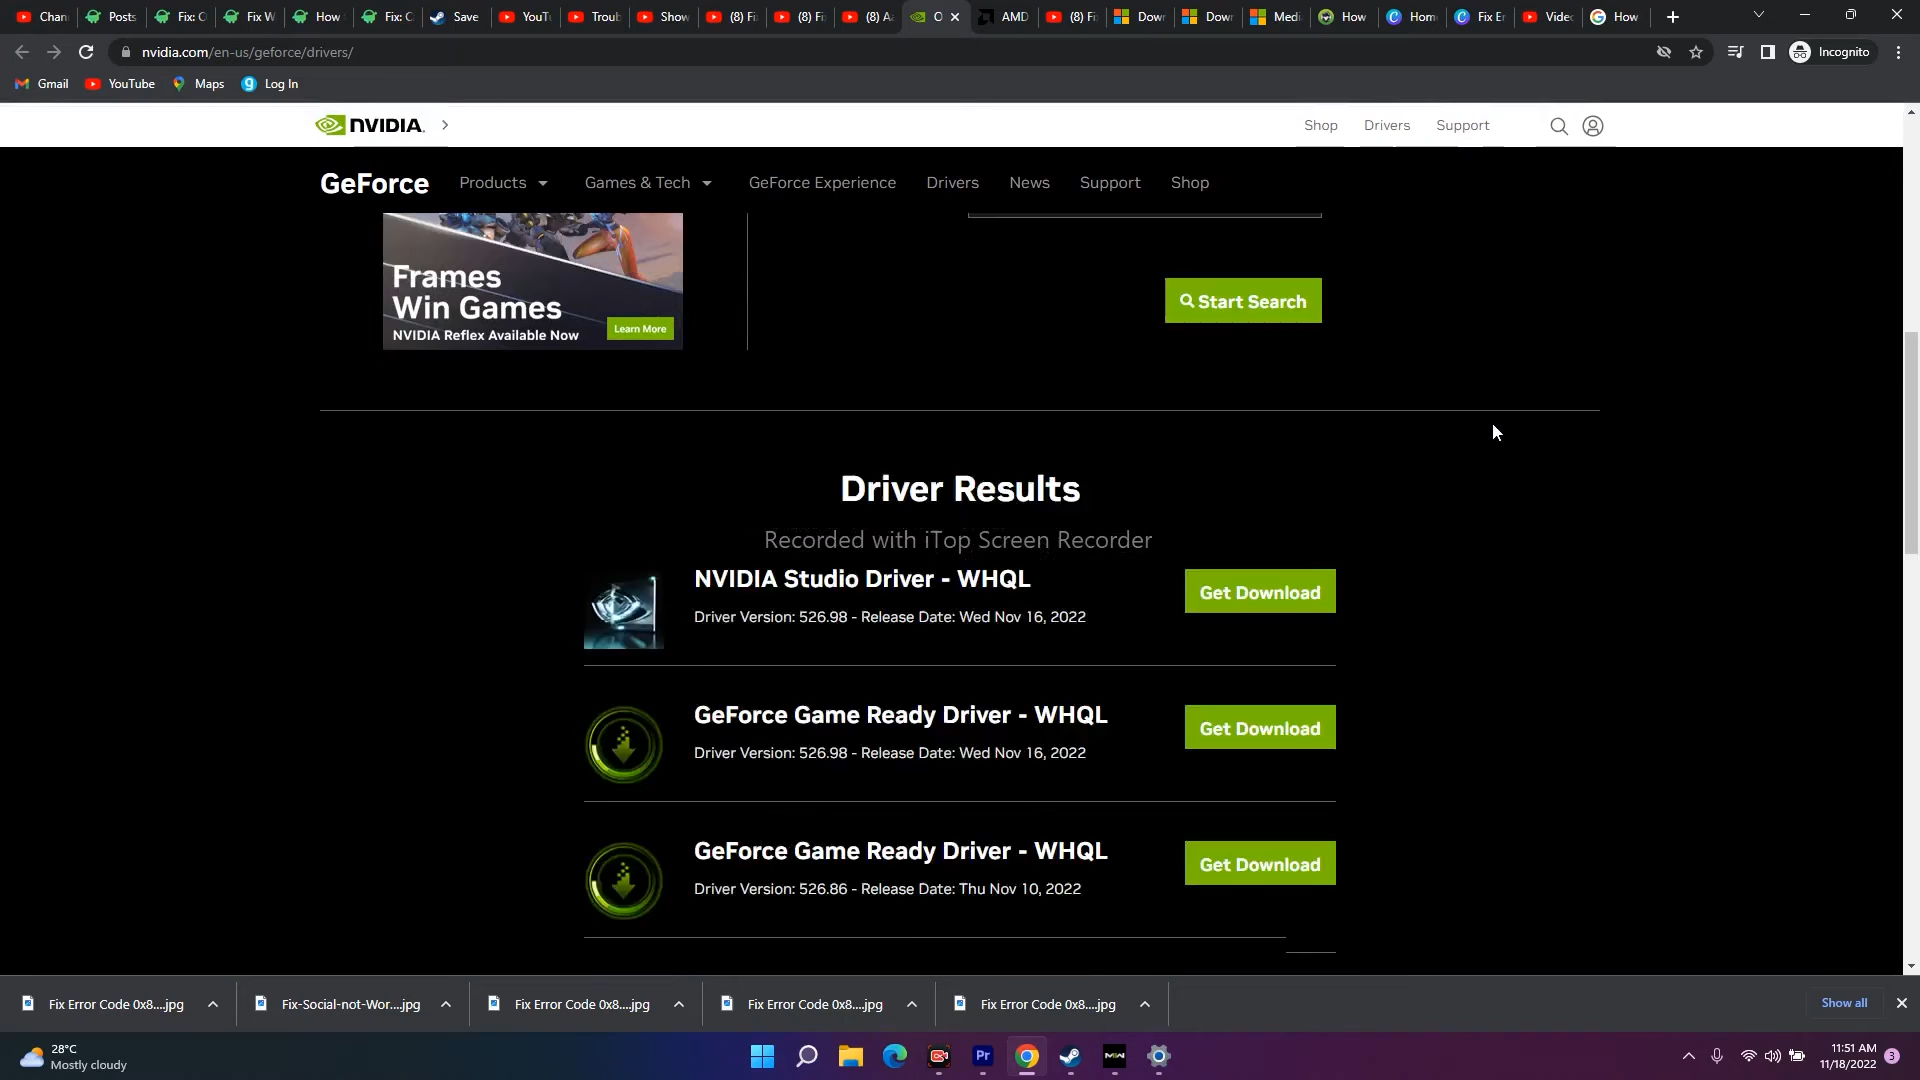 Chan
Posts
Fix: C
Fix W
How
Fix: C
Save
YouTu
Troub
Show
(8) Fi
(8) Fi
(8) A
O
AMD
(8) Fi
Down
Down
Medi
How
Hom
Fix Er
Vide
How
nvidia.com/en-us/geforce/drivers/
Incognito
Gmail
YouTube
Maps
Log In
NVIDIA.
Shop
Drivers
Support
GeForce
Products
Games & Tech
GeForce Experience
Drivers
News
Support
Shop
Frames
Win Games
NVIDIA Reflex Available Now
Learn More
Start Search
Driver Results
Recorded with iTop Screen Recorder
NVIDIA Studio Driver - WHQL
Driver Version: 526.98 - Release Date: Wed Nov 16, 2022
Get Download
GeForce Game Ready Driver - WHQL
Driver Version: 526.98 - Release Date: Wed Nov 16, 2022
Get Download
GeForce Game Ready Driver - WHQL
Driver Version: 526.86 - Release Date: Thu Nov 10, 2022
Get Download
Fix Error Code 0x8....jpg
Fix-Social-not-Wor....jpg
Fix Error Code 0x8....jpg
Fix Error Code 0x8....jpg
Fix Error Code 0x8....jpg
Show all
28°C
Mostly cloudy
Pr
11:51 AM
11/18/2022
3